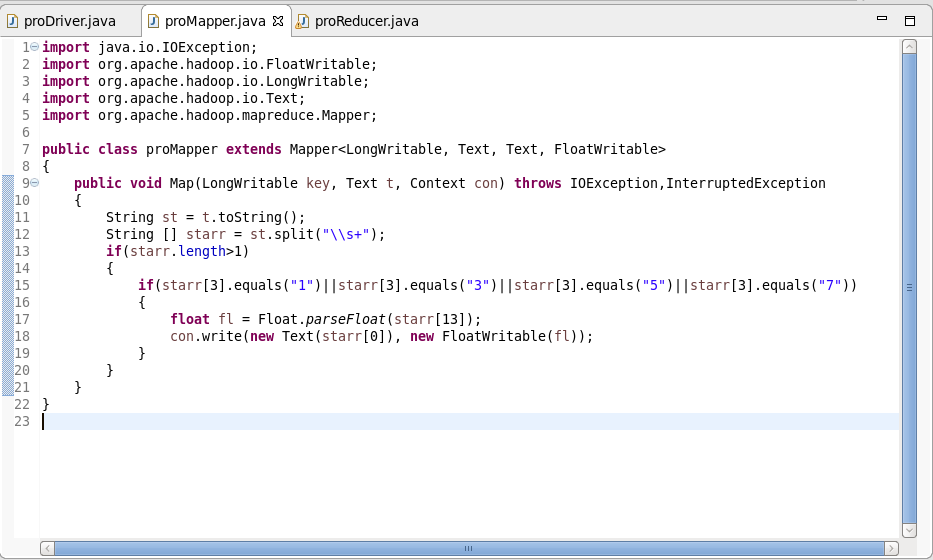 proDriver.java proMapper.java proReducer.java
1 import java.io.IOException;
2 import org.apache.hadoop.io.FloatWritable;
3 import org.apache.hadoop.io.LongWritable;
4 import org.apache.hadoop.io.Text;
5 import org.apache.hadoop.mapreduce.Mapper;
6
7 public class proMapper extends Mapper<LongWritable, Text, Text, FloatWritable>
8 {
9     public void Map(LongWritable key, Text t, Context con) throws IOException,InterruptedException
10     {
11         String st = t.toString();
12         String [] starr = st.split("\\s+");
13         if(starr.length>1)
14         {
15             if(starr[3].equals("1")||starr[3].equals("3")||starr[3].equals("5")||starr[3].equals("7"))
16             {
17                 float fl = Float.parseFloat(starr[13]);
18                 con.write(new Text(starr[0]), new FloatWritable(fl));
19             }
20         }
21     }
22 }
23